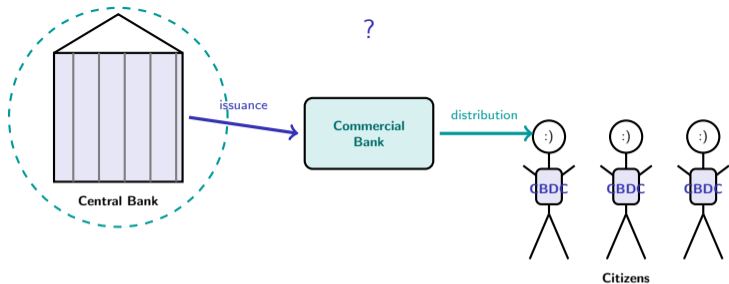 ?
issuance
Commercial
Bank
distribution
:)
:)
:)
CBDC
CBDC
CBDC
Central Bank
Citizens